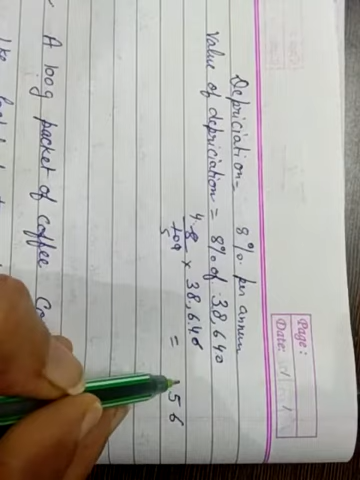 Page:
Date:
Depriciation = 8% per annum
Value of depriciation = 8% of 38,640
4 8 / 100 5 × 38,640
= 56
A 100g packet of coffee